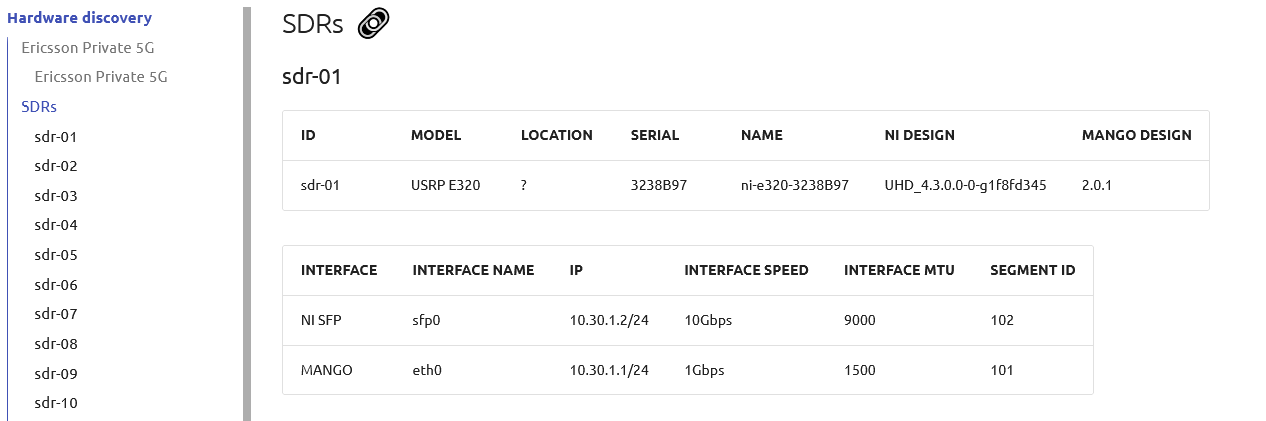 Hardware discovery
Ericsson Private 5G
Ericsson Private 5G
SDRs
sdr-01
sdr-02
sdr-03
sdr-04
sdr-05
sdr-06
sdr-07
sdr-08
sdr-09
sdr-10
SDRs
sdr-01
ID MODEL LOCATION SERIAL NAME NI DESIGN MANGO DESIGN
sdr-01 USRP E320 ? 3238B97 ni-e320-3238B97 UHD_4.3.0.0-0-g1f8fd345 2.0.1
INTERFACE INTERFACE NAME IP INTERFACE SPEED INTERFACE MTU SEGMENT ID
NI SFP sfp0 10.30.1.2/24 10Gbps 9000 102
MANGO eth0 10.30.1.1/24 1Gbps 1500 101